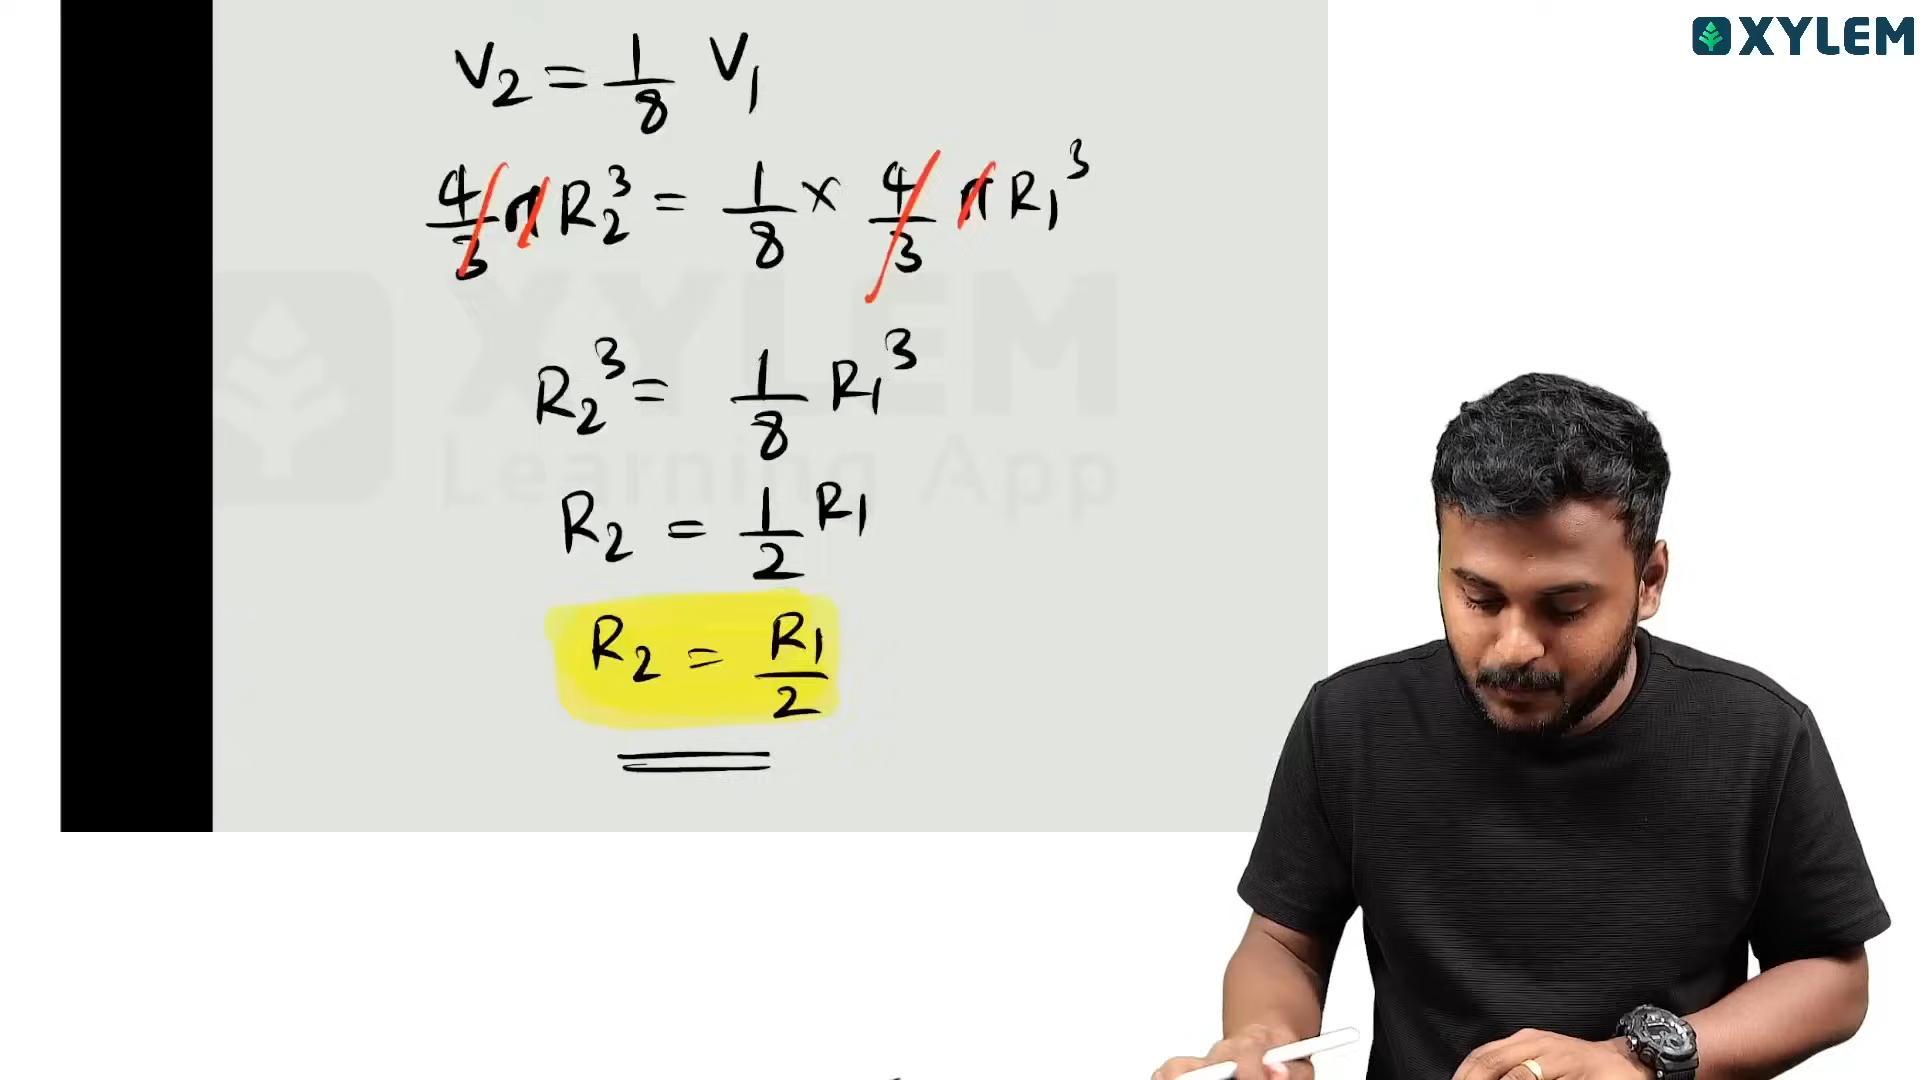 XYLEM
V₂ = 1/8 V₁
4/3 π R₂³ = 1/8 × 4/3 π R₁³
XYLEM
Learning App
R₂³ = 1/8 R₁³
R₂ = 1/2 R₁
R₂ = R₁/2